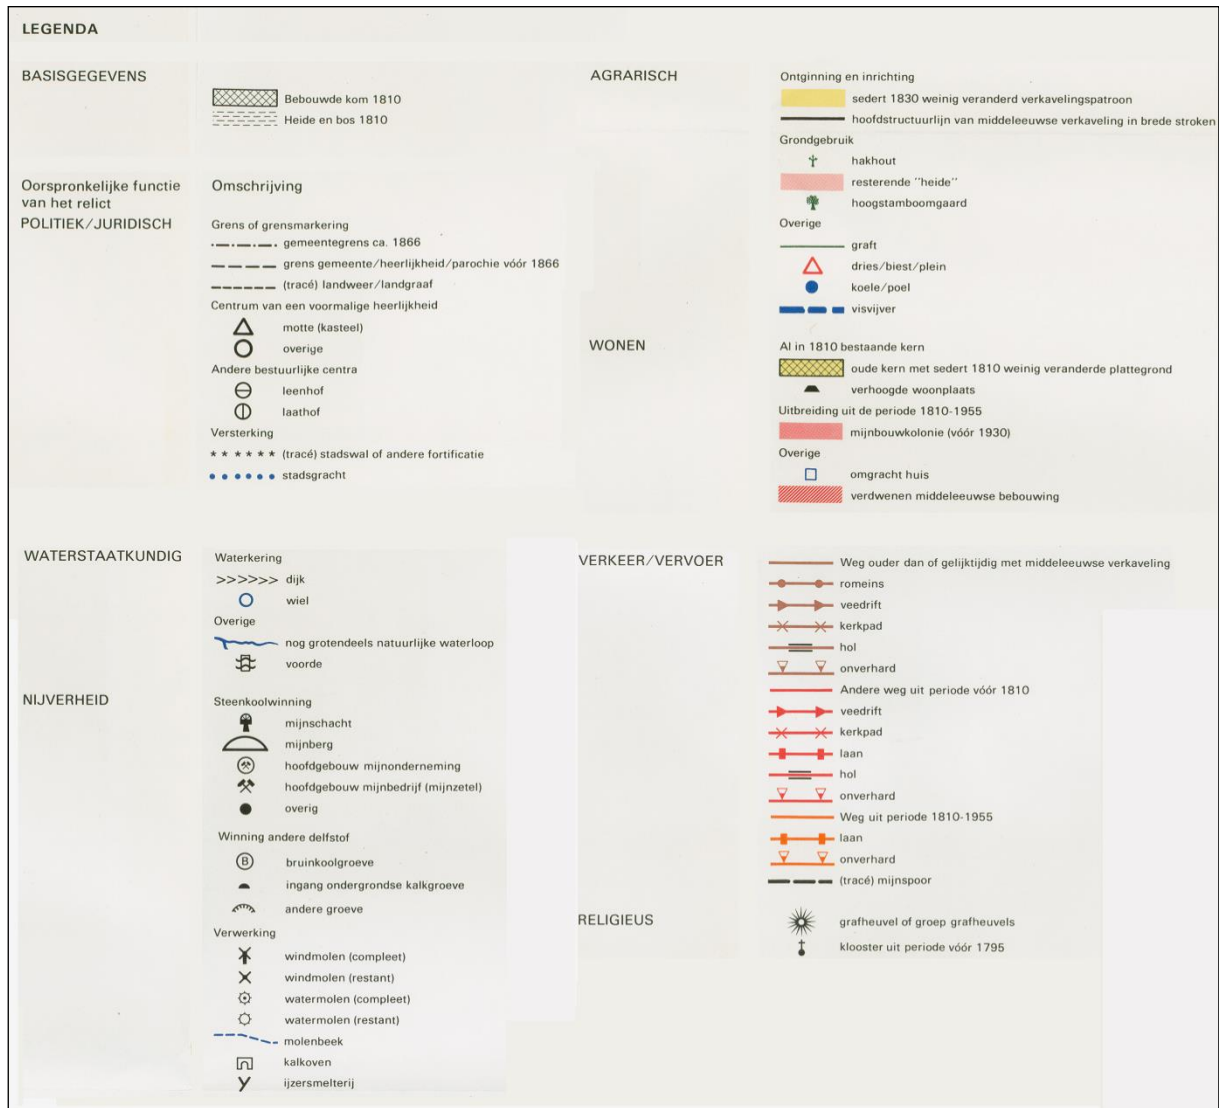 LEGENDA
BASISGEGEVENS
Bebouwde kom 1810
Heide en bos 1810
Oorspronkelijke functie
van het relict
Omschrijving
POLITIEK/JURIDISCH
Grens of grensmarkering
gemeentegrens ca. 1866
grens gemeente/heerlijkheid/parochie vóór 1866
(tracé) landweer/landgraaf
Centrum van een voormalige heerlijkheid
motte (kasteel)
overige
Andere bestuurlijke centra
leenhof
laathof
Versterking
(tracé) stadswal of andere fortificatie
stadsgracht
WATERSTAATKUNDIG
Waterkering
dijk
wiel
Overige
nog grotendeels natuurlijke waterloop
voorde
NIJVERHEID
Steenkoolwinning
mijnschacht
mijnberg
hoofdgebouw mijnonderneming
hoofdgebouw mijnbedrijf (mijnzetel)
overig
Winning andere delfstof
B bruinkoolgroeve
ingang ondergrondse kalkgroeve
andere groeve
Verwerking
windmolen (compleet)
windmolen (restant)
watermolen (compleet)
watermolen (restant)
molenbeek
kalkoven
ijzersmelterij
AGRARISCH
Ontginning en inrichting
sedert 1830 weinig veranderd verkavelingspatroon
hoofdstructuurlijn van middeleeuwse verkaveling in brede stroken
Grondgebruik
hakhout
resterende "heide"
hoogstamboomgaard
Overige
graft
dries/biest/plein
koele/poel
visvijver
WONEN
Al in 1810 bestaande kern
oude kern met sedert 1810 weinig veranderde plattegrond
verhoogde woonplaats
Uitbreiding uit de periode 1810-1955
mijnbouwkolonie (vóór 1930)
Overige
omgracht huis
verdwenen middeleeuwse bebouwing
VERKEER/VERVOER
Weg ouder dan of gelijktijdig met middeleeuwse verkaveling
romeins
veedrift
kerkpad
hol
onverhard
Andere weg uit periode vóór 1810
veedrift
kerkpad
laan
hol
onverhard
Weg uit periode 1810-1955
laan
onverhard
(tracé) mijnspoor
RELIGIEUS
grafheuvel of groep grafheuvels
klooster uit periode vóór 1795